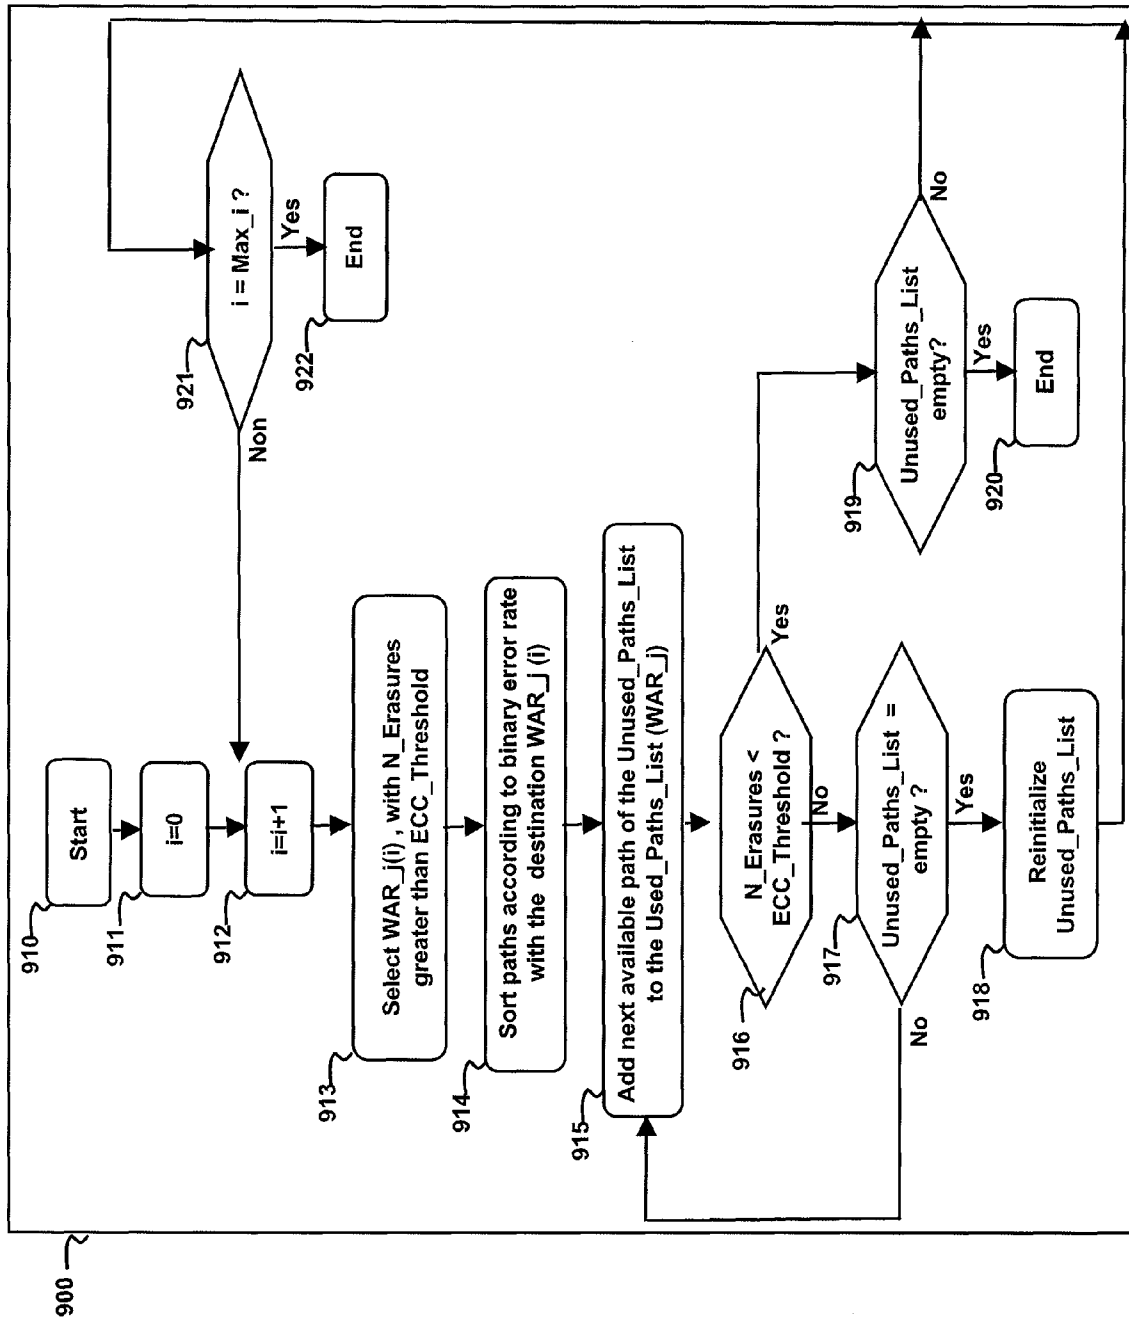 900
910
Start
911
i=0
912
i=i+1
913
Select WAR_j(i) , with N_Erasures
greater than ECC_Threshold
914
Sort paths according to binary error rate
with the destination WAR_j (i)
915
Add next available path of the Unused_Paths_List
to the Used_Paths_List (WAR_j)
916
N_Erasures <
ECC_Threshold ?
Yes
No
917
Unused_Paths_List =
empty ?
No
Yes
918
Reinitialize
Unused_Paths_List
919
Unused_Paths_List
empty?
No
Yes
920
End
921
i = Max_i ?
Non
Yes
922
End